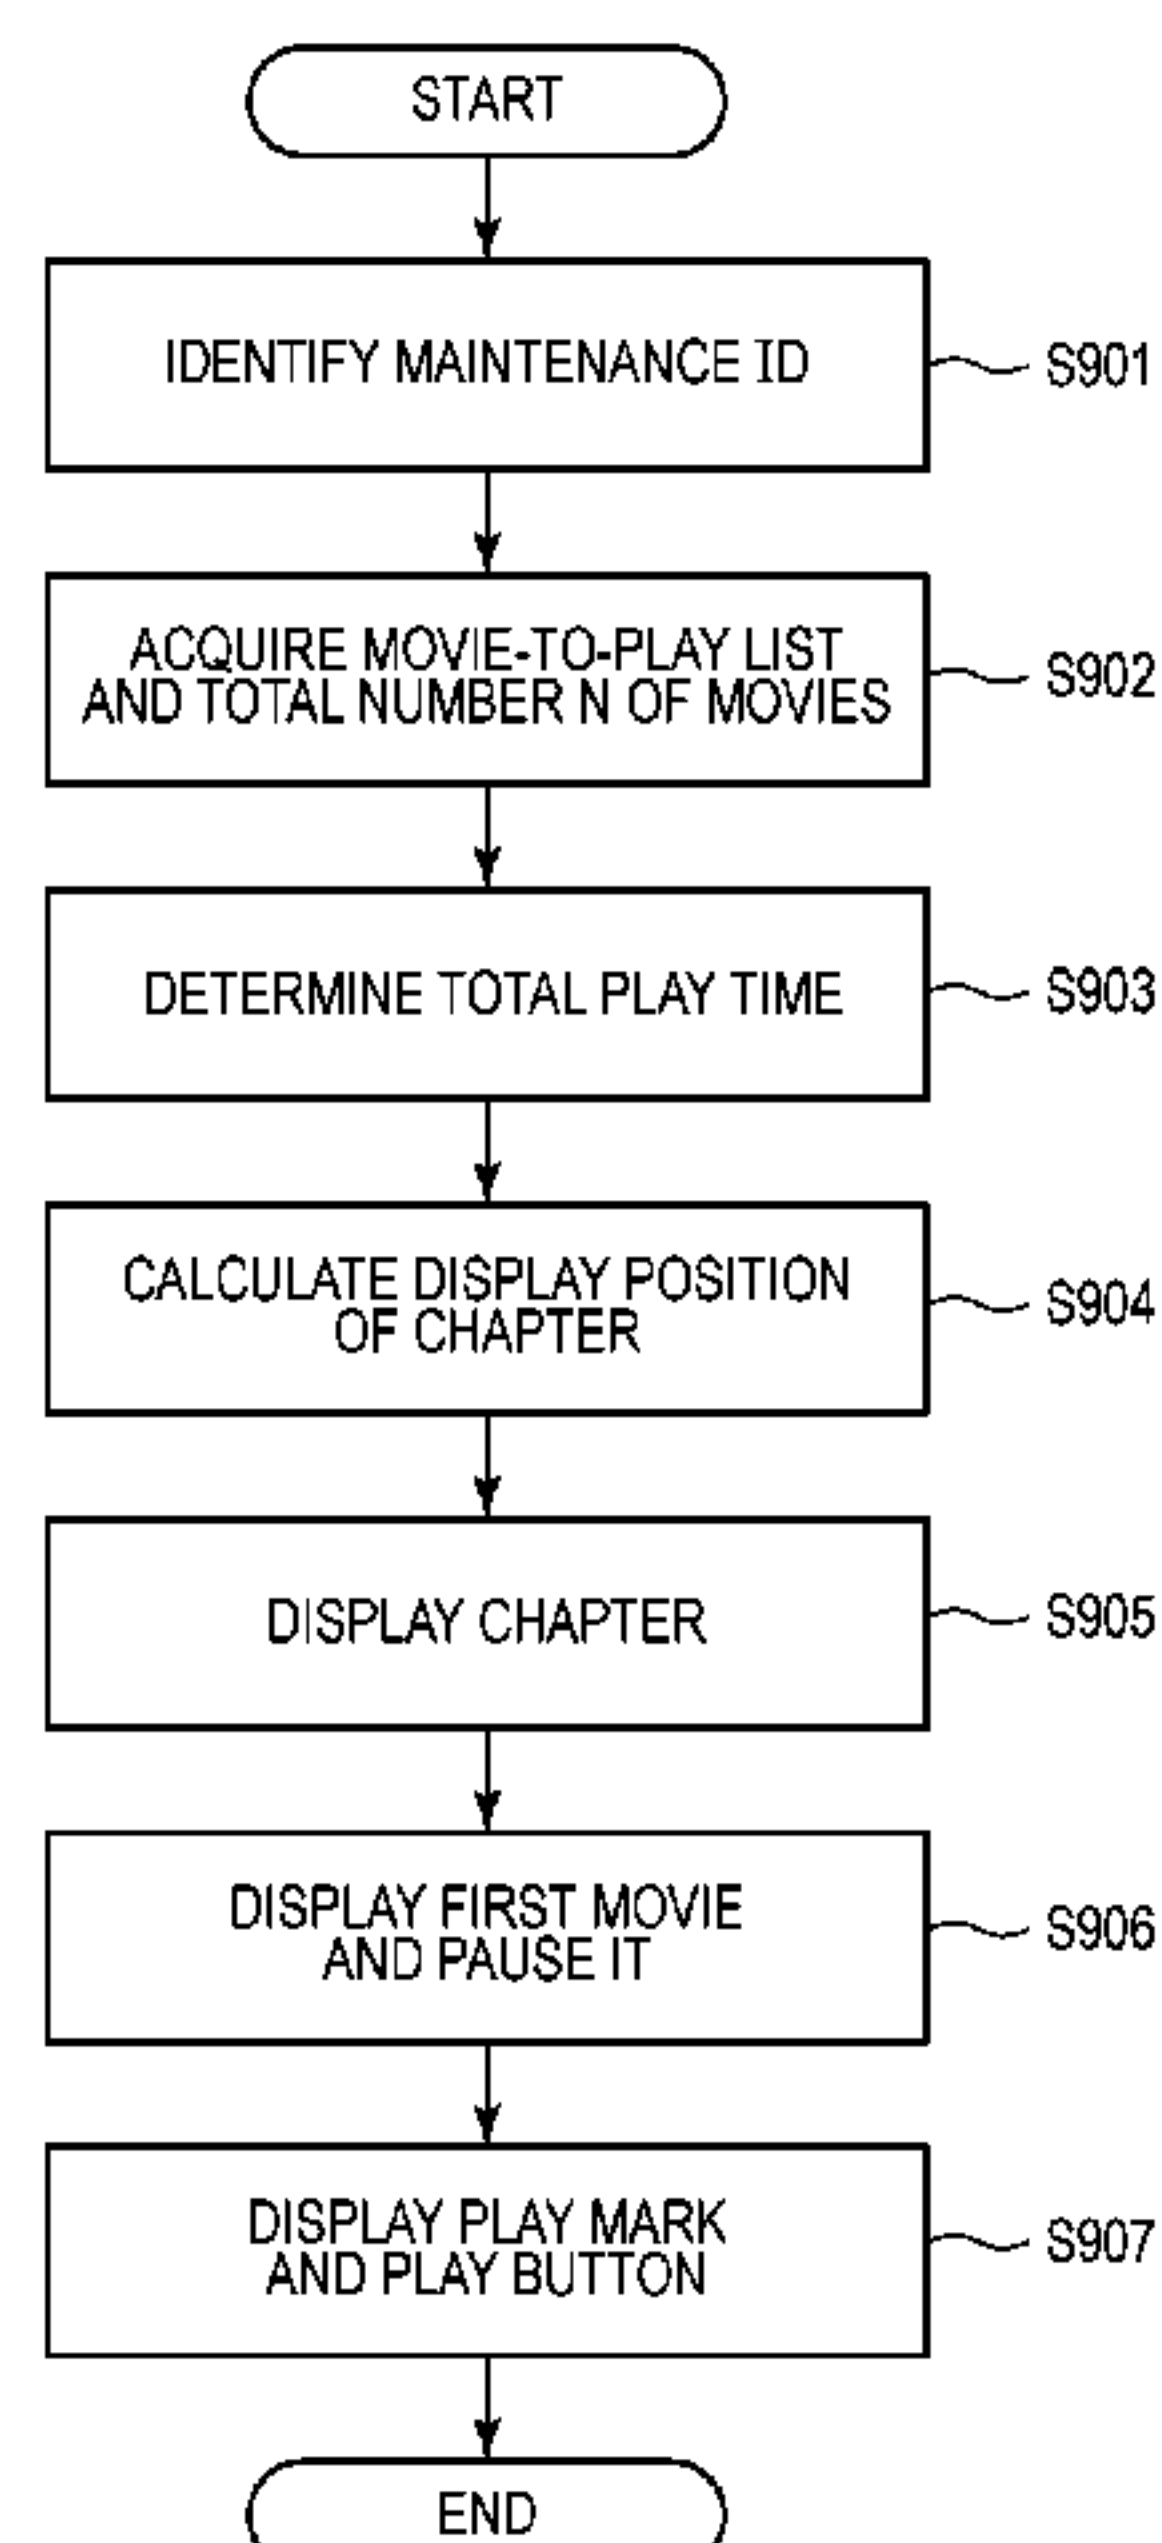 START
IDENTIFY MAINTENANCE ID
S901
ACQUIRE MOVIE-TO-PLAY LIST
AND TOTAL NUMBER N OF MOVIES
S902
DETERMINE TOTAL PLAY TIME
S903
CALCULATE DISPLAY POSITION
OF CHAPTER
S904
DISPLAY CHAPTER
S905
DISPLAY FIRST MOVIE
AND PAUSE IT
S906
DISPLAY PLAY MARK
AND PLAY BUTTON
S907
END